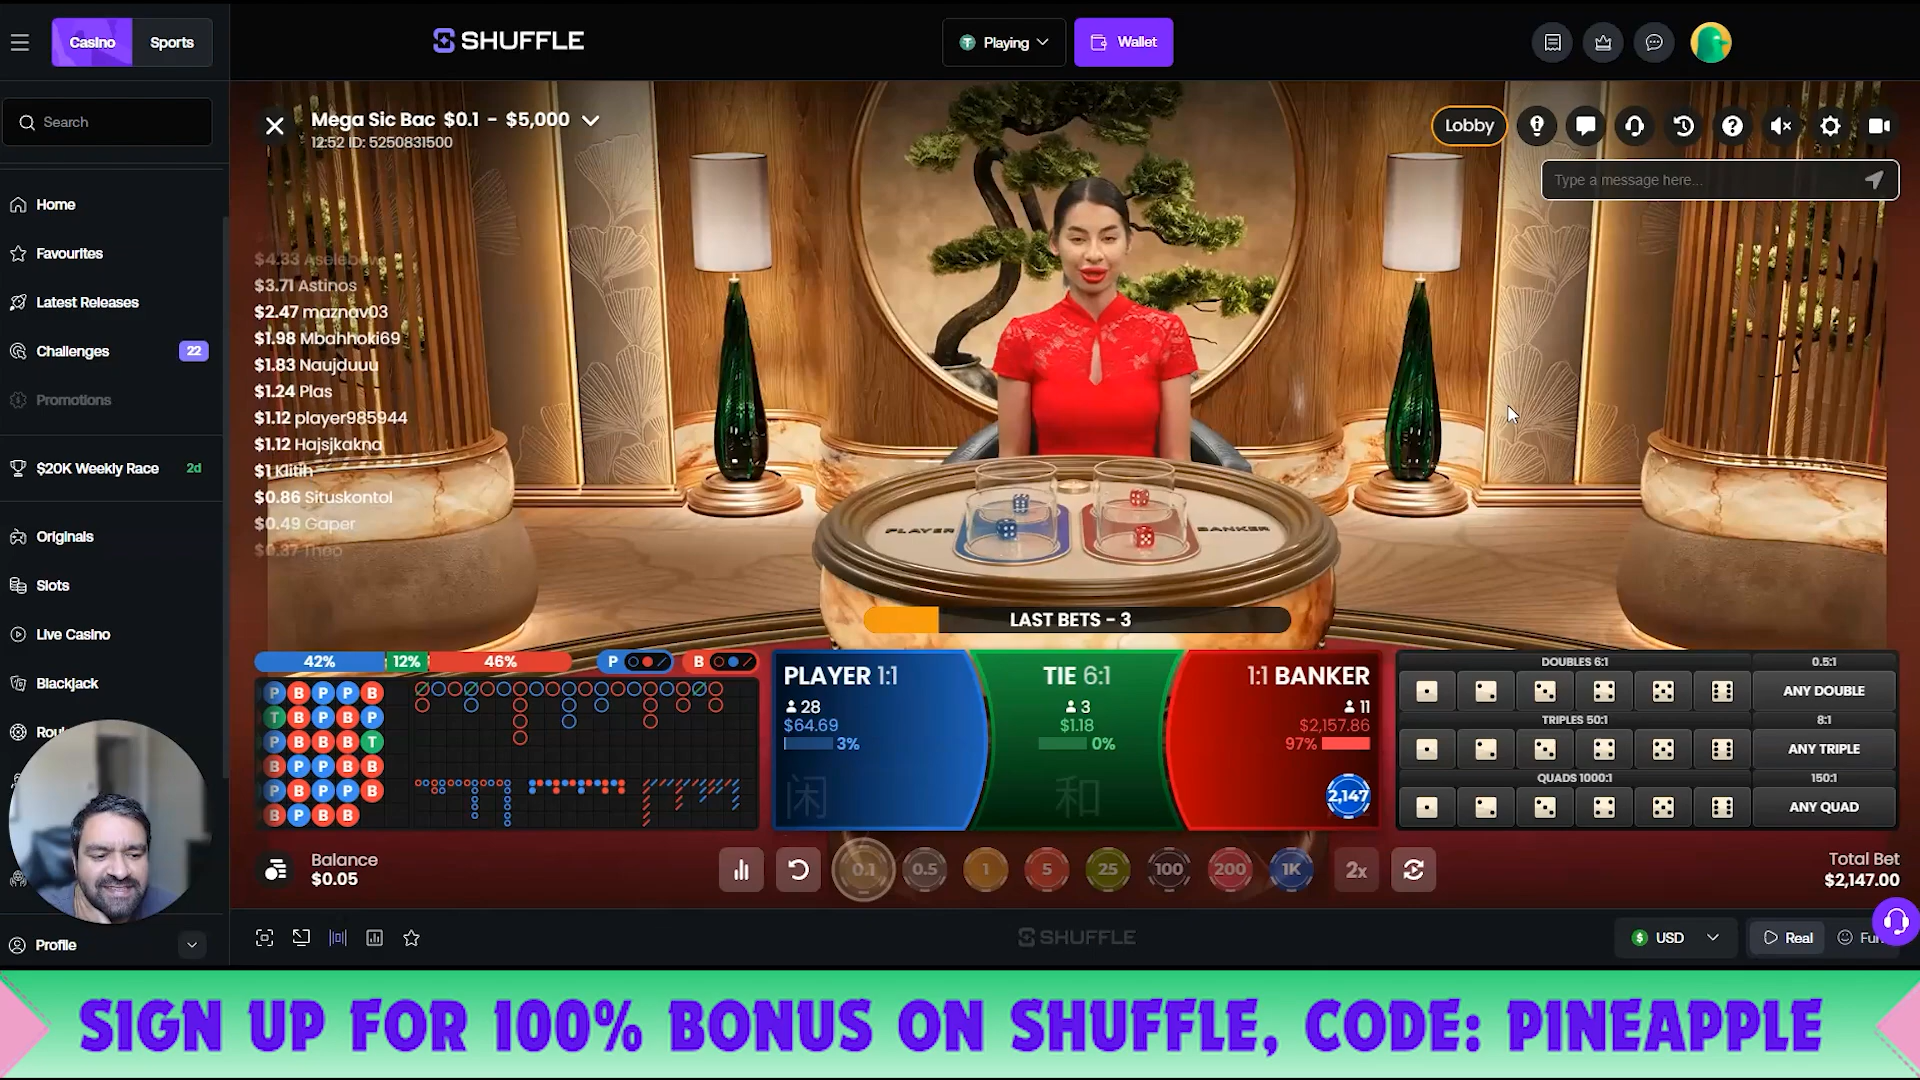 Casino
Sports
SHUFFLE
Playing
Wallet
Search
Mega Sic Bac $0.1 - $5,000
12:52 ID: 5250831500
Lobby
Type a message here...
Home
Favourites
Latest Releases
Challenges 22
Promotions
$20K Weekly Race 2d
Originals
Slots
Live Casino
Blackjack
Profile
$4.33
$3.71 Astinos
$2.47 maznav03
$1.98 Mbahhoki69
$1.83 Naujduuu
$1.24 Plas
$1.12 player985944
$1.12 Hajsjkakna
$1 Klitih
$0.86 Situskontol
$0.49 Gaper
$0.37 Theo
PLAYER
BANKER
LAST BETS - 3
42% 12% 46%
P
B
P B P P B
T B P B P
P B B B T
B P P B B
P B P P B
B P B B
PLAYER 1:1
28
$64.69
3%
闲
TIE 6:1
3
$1.18
0%
和
1:1 BANKER
11
$2,157.86
97%
2,147
DOUBLES 6:1
0.5:1
ANY DOUBLE
TRIPLES 50:1
8:1
ANY TRIPLE
QUADS 1000:1
150:1
ANY QUAD
Balance
$0.05
0.1 0.5 1 5 25 100 200 1K 2x
Total Bet
$2,147.00
SHUFFLE
USD
Real
SIGN UP FOR 100% BONUS ON SHUFFLE, CODE: PINEAPPLE